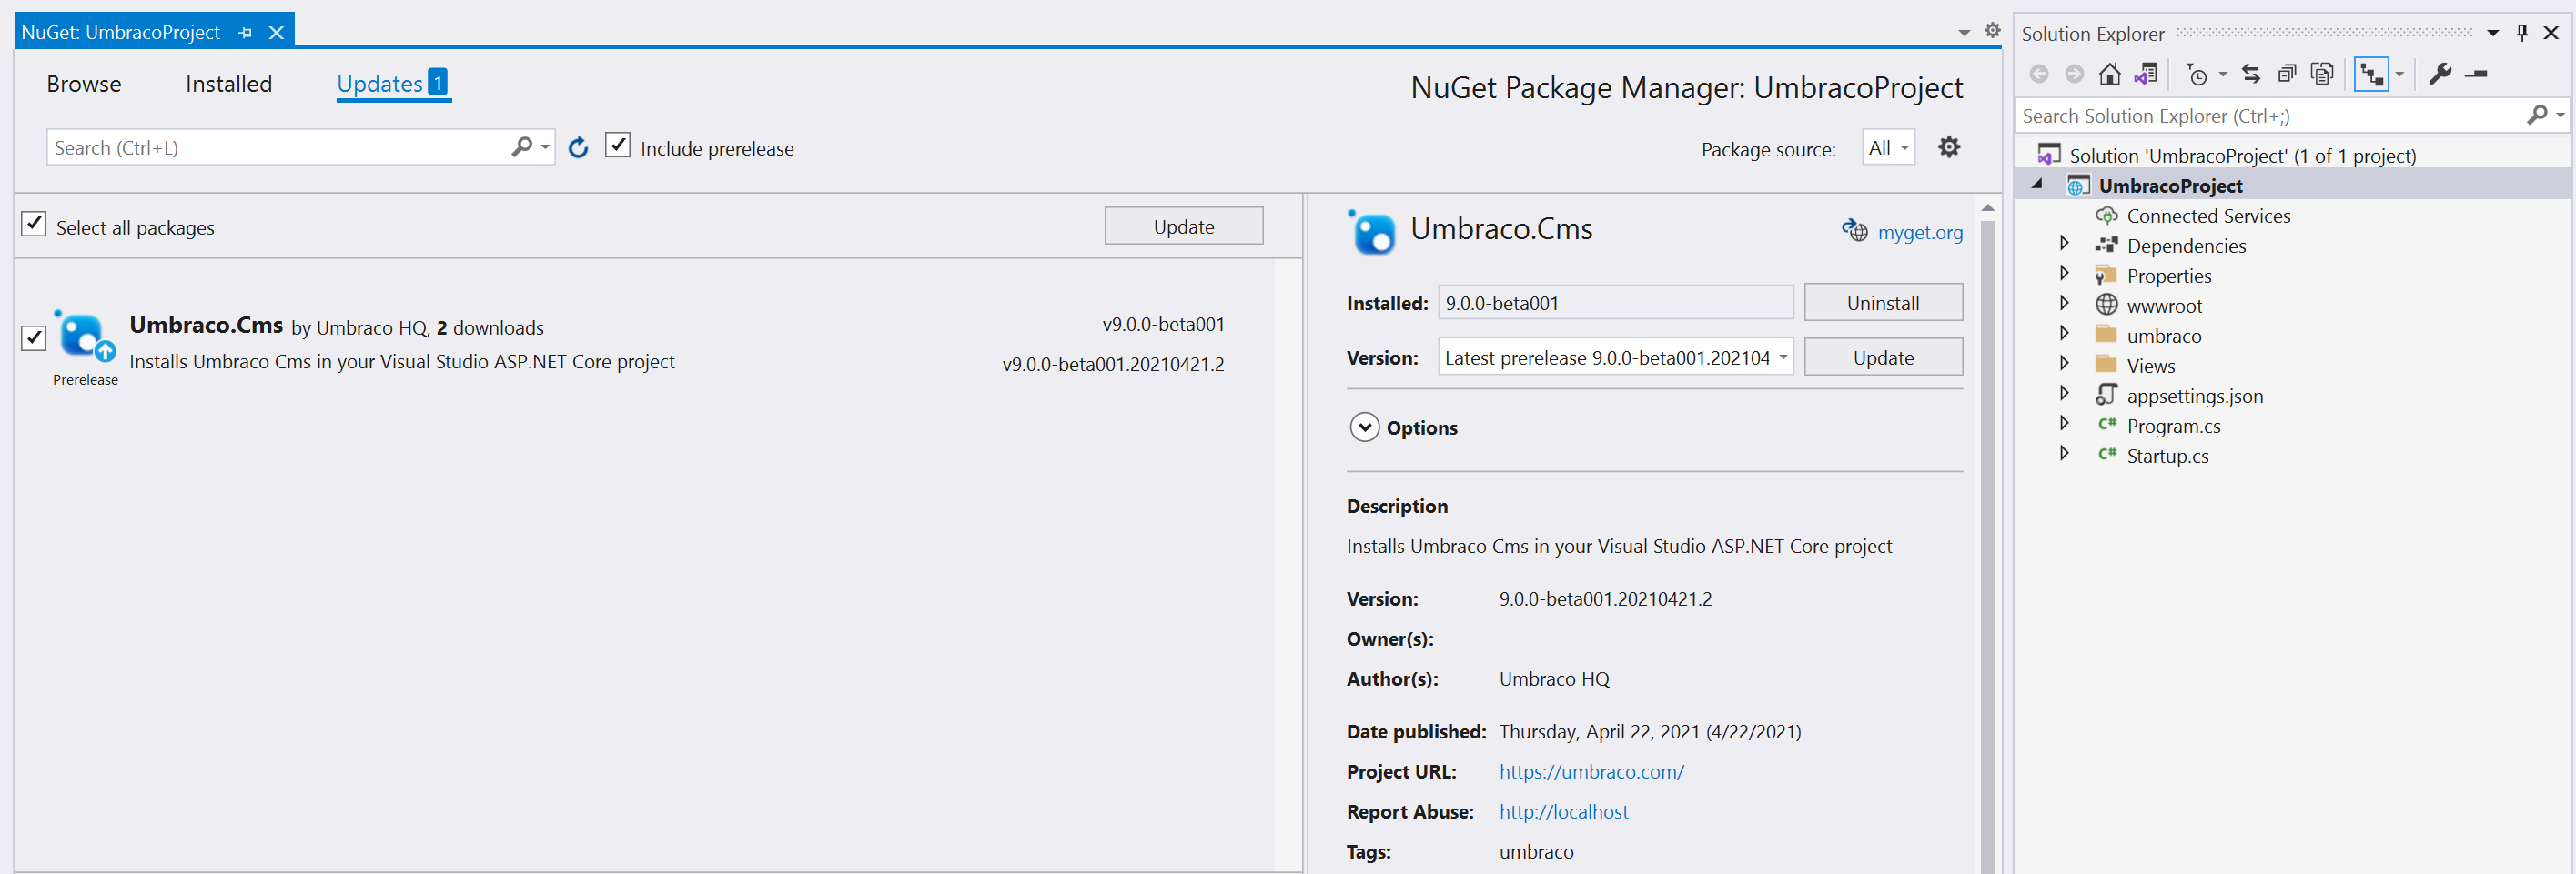 NuGet: UmbracoProject
Browse Installed Updates 1
NuGet Package Manager: UmbracoProject
Search (Ctrl+L)
Include prerelease
Package source: All
Select all packages
Update
Umbraco.Cms by Umbraco HQ, 2 downloads
v9.0.0-beta001
Installs Umbraco Cms in your Visual Studio ASP.NET Core project
v9.0.0-beta001.20210421.2
Prerelease
Umbraco.Cms
myget.org
Installed: 9.0.0-beta001 Uninstall
Version: Latest prerelease 9.0.0-beta001.202104 Update
Options
Description
Installs Umbraco Cms in your Visual Studio ASP.NET Core project
Version: 9.0.0-beta001.20210421.2
Owner(s):
Author(s): Umbraco HQ
Date published: Thursday, April 22, 2021 (4/22/2021)
Project URL: https://umbraco.com/
Report Abuse: http://localhost
Tags: umbraco
Solution Explorer
Search Solution Explorer (Ctrl+;)
Solution 'UmbracoProject' (1 of 1 project)
UmbracoProject
Connected Services
Dependencies
Properties
wwwroot
umbraco
Views
appsettings.json
C# Program.cs
C# Startup.cs